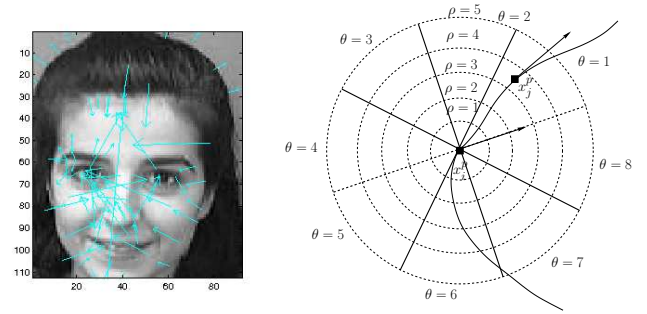 10
20
30
40
50
60
70
80
90
100
110
20 40 60 80
ρ = 5
θ = 2
θ = 3
ρ = 4
θ = 1
ρ = 3
x_j^p
ρ = 2
ρ = 1
θ = 4
θ = 8
x_i^p
θ = 5
θ = 7
θ = 6